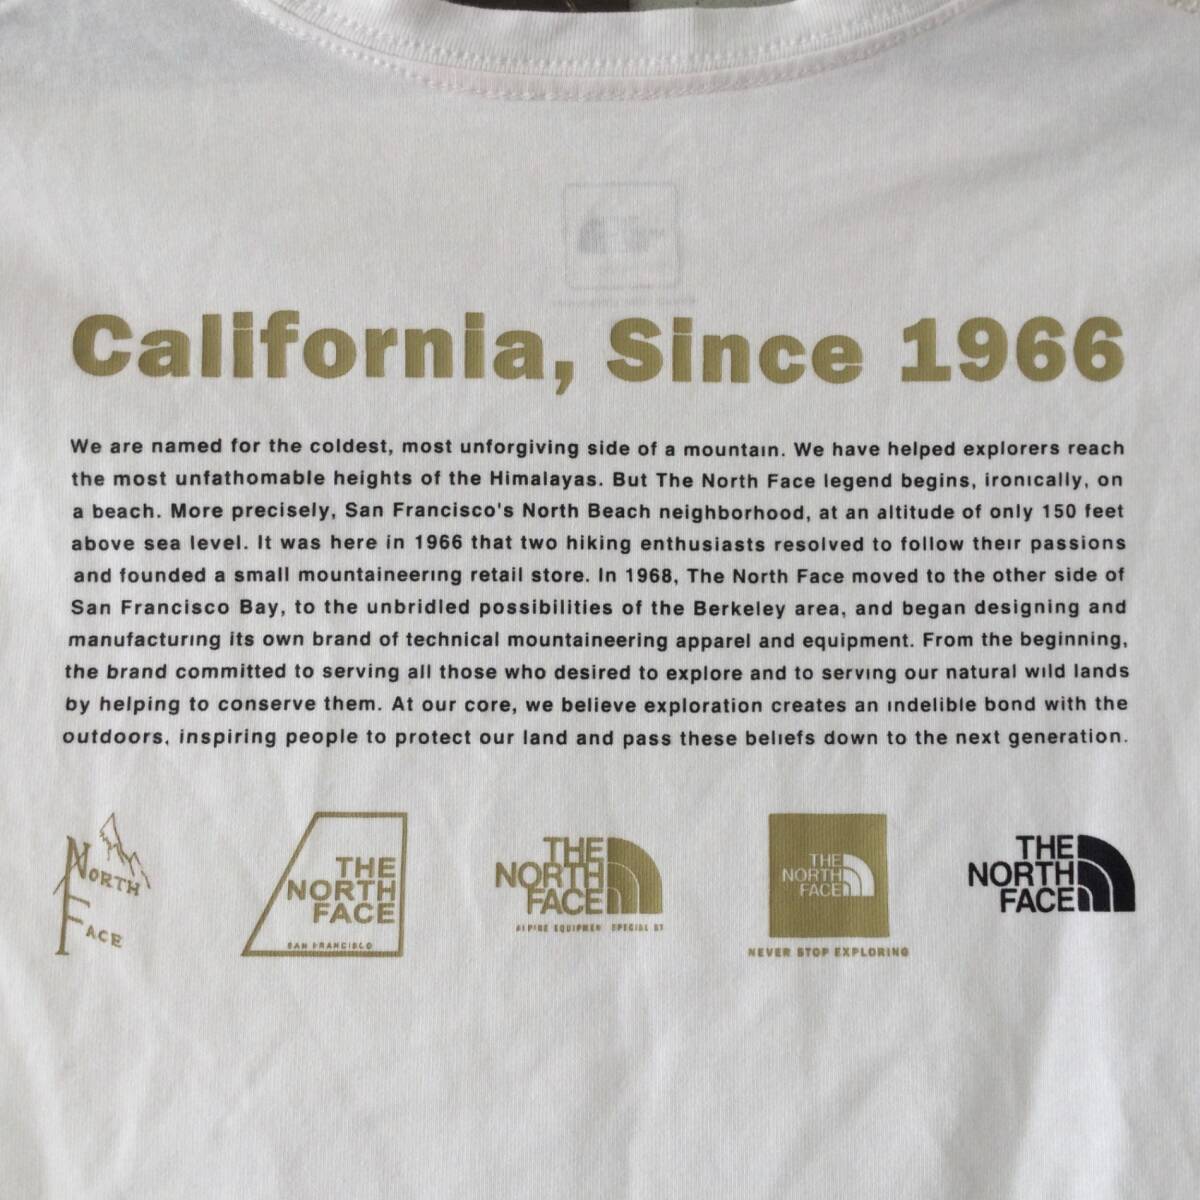 California, Since 1966
We are named for the coldest, most unforgiving side of a mountain. We have helped explorers reach
the most unfathomable heights of the Himalayas. But The North Face legend begins, ironically, on
a beach. More precisely, San Francisco's North Beach neighborhood, at an altitude of only 150 feet
above sea level. It was here in 1966 that two hiking enthusiasts resolved to follow their passions
and founded a small mountaineering retail store. In 1968, The North Face moved to the other side of
San Francisco Bay, to the unbridled possibilities of the Berkeley area, and began designing and
manufacturing its own brand of technical mountaineering apparel and equipment. From the beginning,
the brand committed to serving all those who desired to explore and to serving our natural wild lands
by helping to conserve them. At our core, we believe exploration creates an indelible bond with the
outdoors, inspiring people to protect our land and pass these beliefs down to the next generation.
NORTH
FACE
THE
NORTH
FACE
SAN FRANCISCO
THE
NORTH
FACE
ALPINE EQUIPMEN SPECIAL ST
THE
NORTH
FACE
NEVER STOP EXPLORING
THE
NORTH
FACE